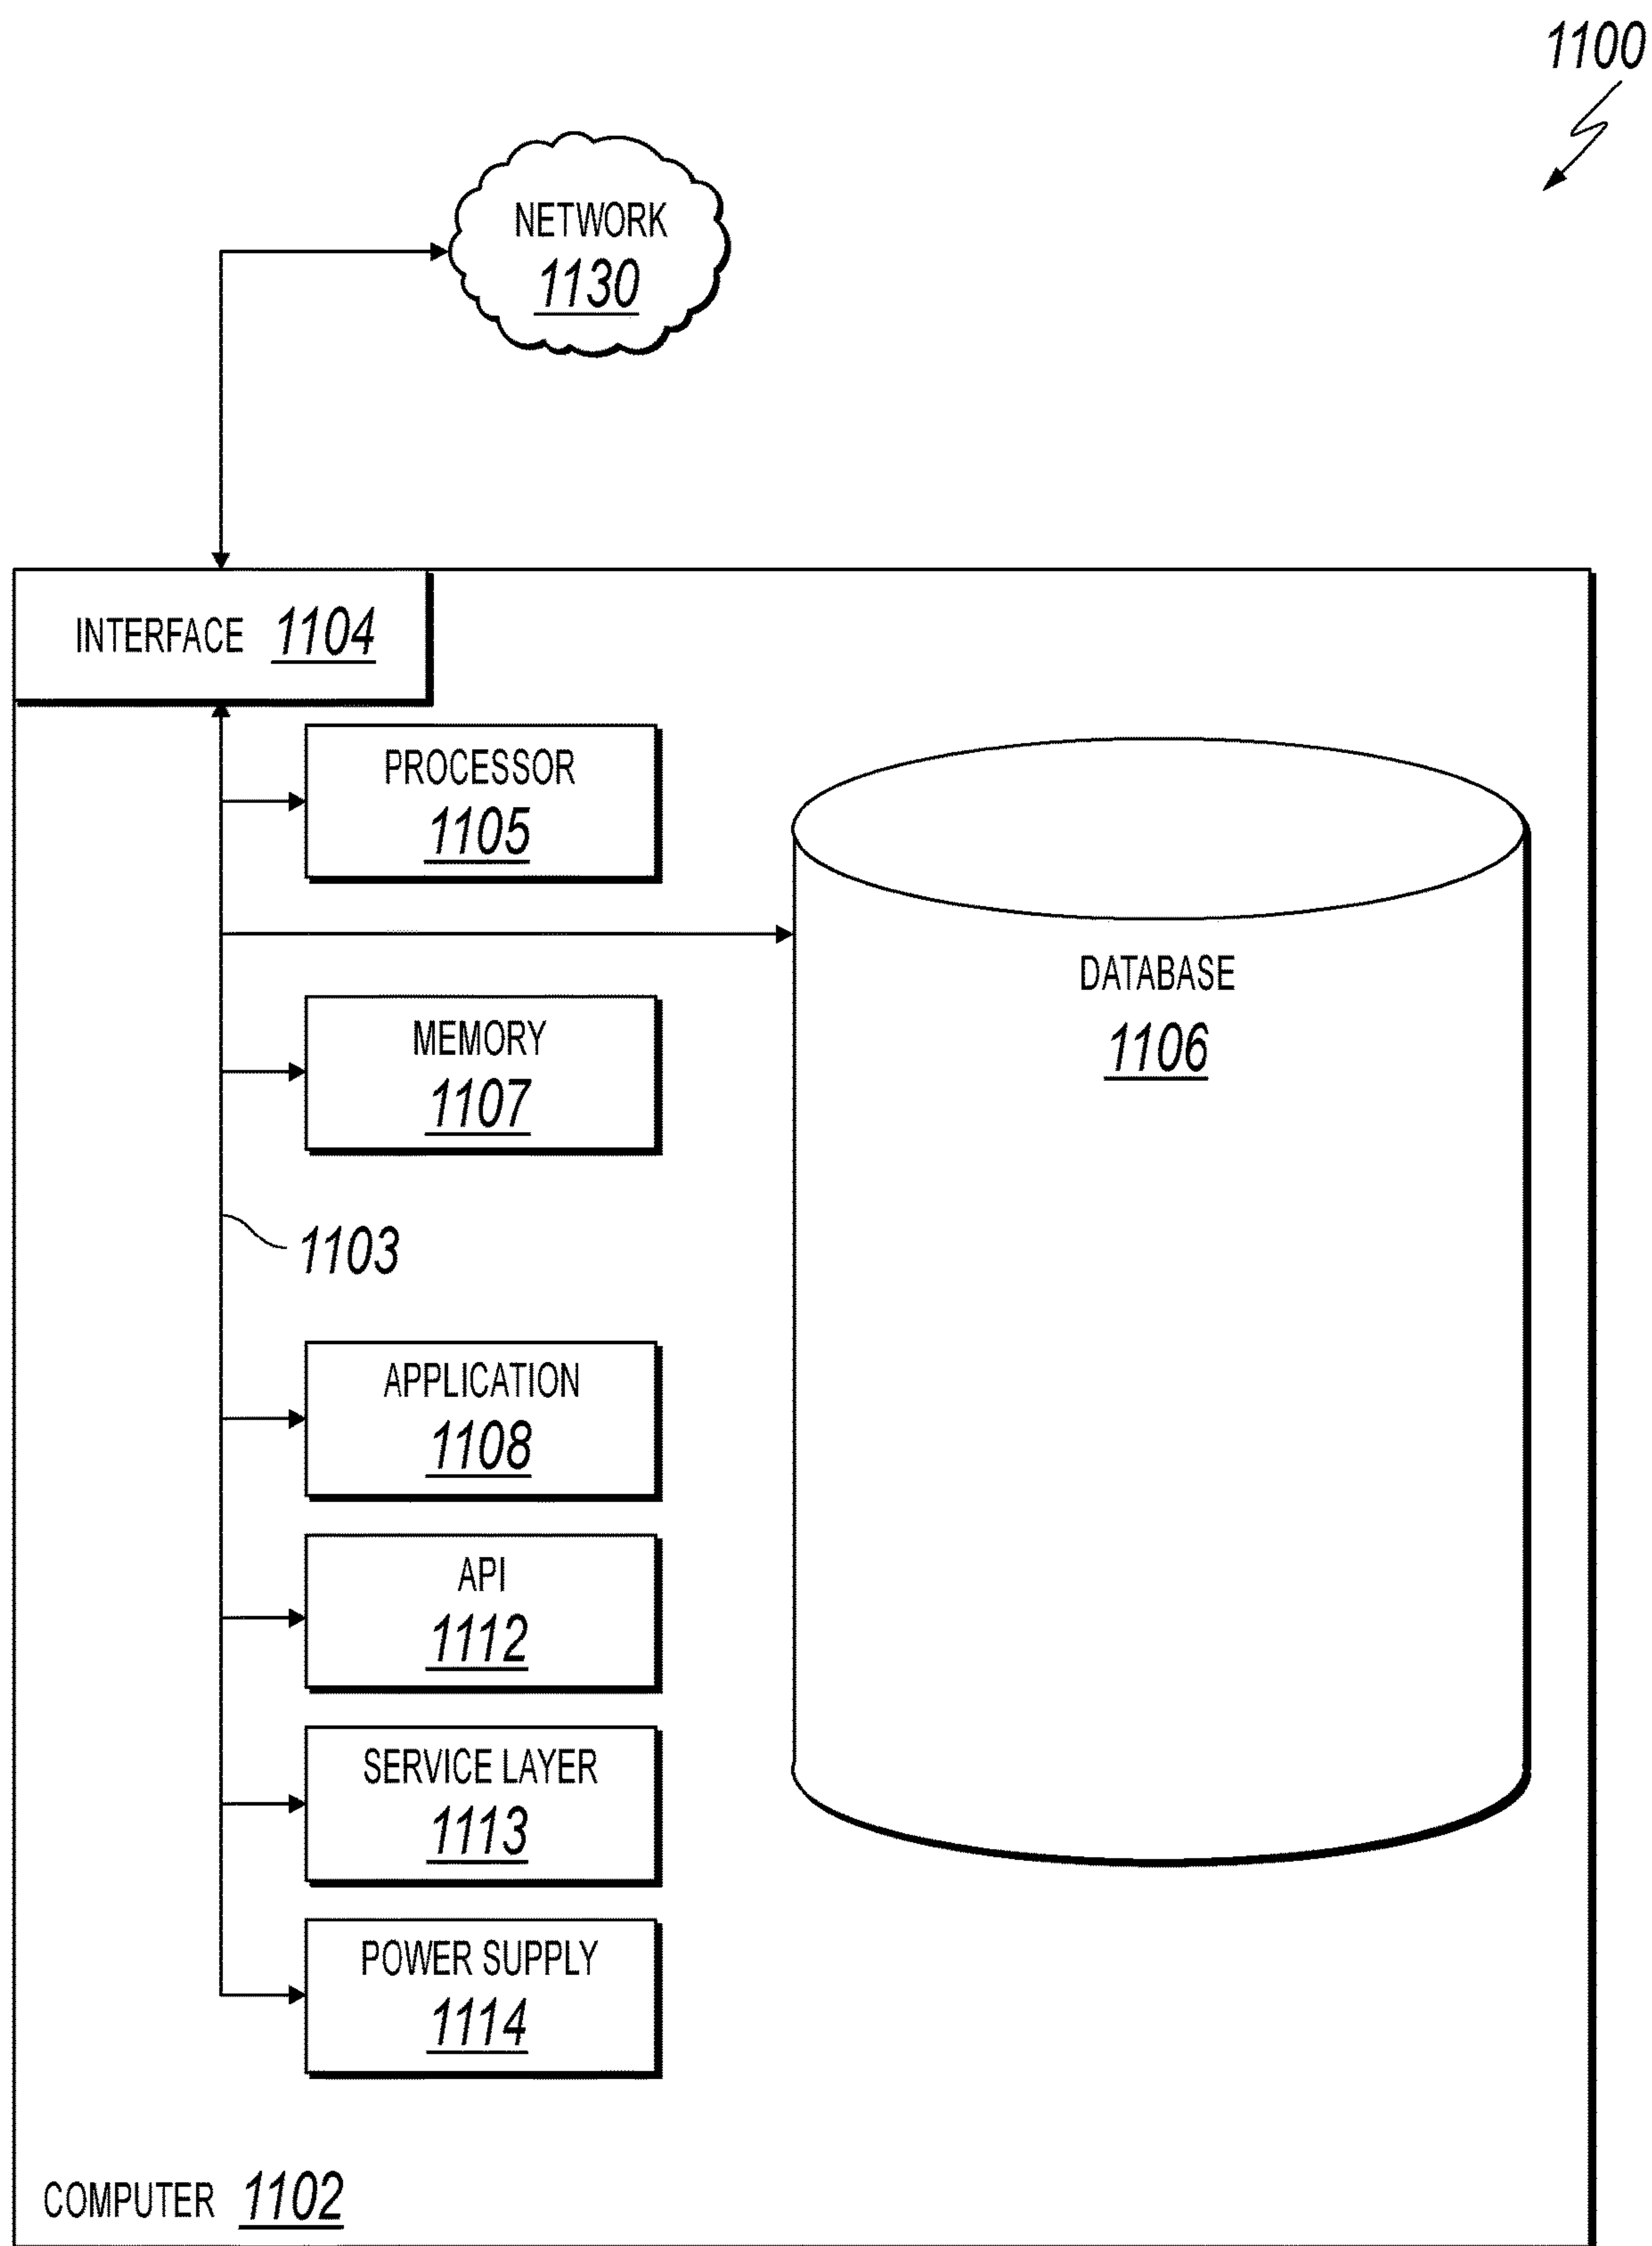 1100
NETWORK
1130
INTERFACE 1104
PROCESSOR
1105
DATABASE
1106
MEMORY
1107
1103
APPLICATION
1108
API
1112
SERVICE LAYER
1113
POWER SUPPLY
1114
COMPUTER 1102